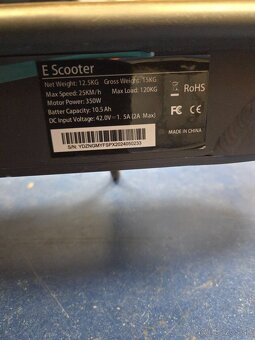 E Scooter
Net Weight: 12.5KG Gross Weight: 15KG
Max Speed: 25KM/h Max Load: 120KG
Motor Power: 350W
Battery Capacity: 10.5 Ah
DC Input Voltage: 42.0V⎓1.5A (2A Max)
RoHS
FC CE
MADE IN CHINA
S/N: YDZNGMYFSPX2024050233